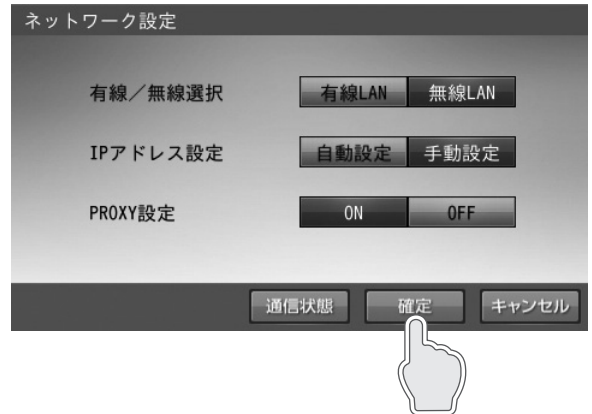 ネットワーク設定
有線／無線選択 有線LAN 無線LAN
IPアドレス設定 自動設定 手動設定
PROXY設定 ON OFF
通信状態 確定 キャンセル